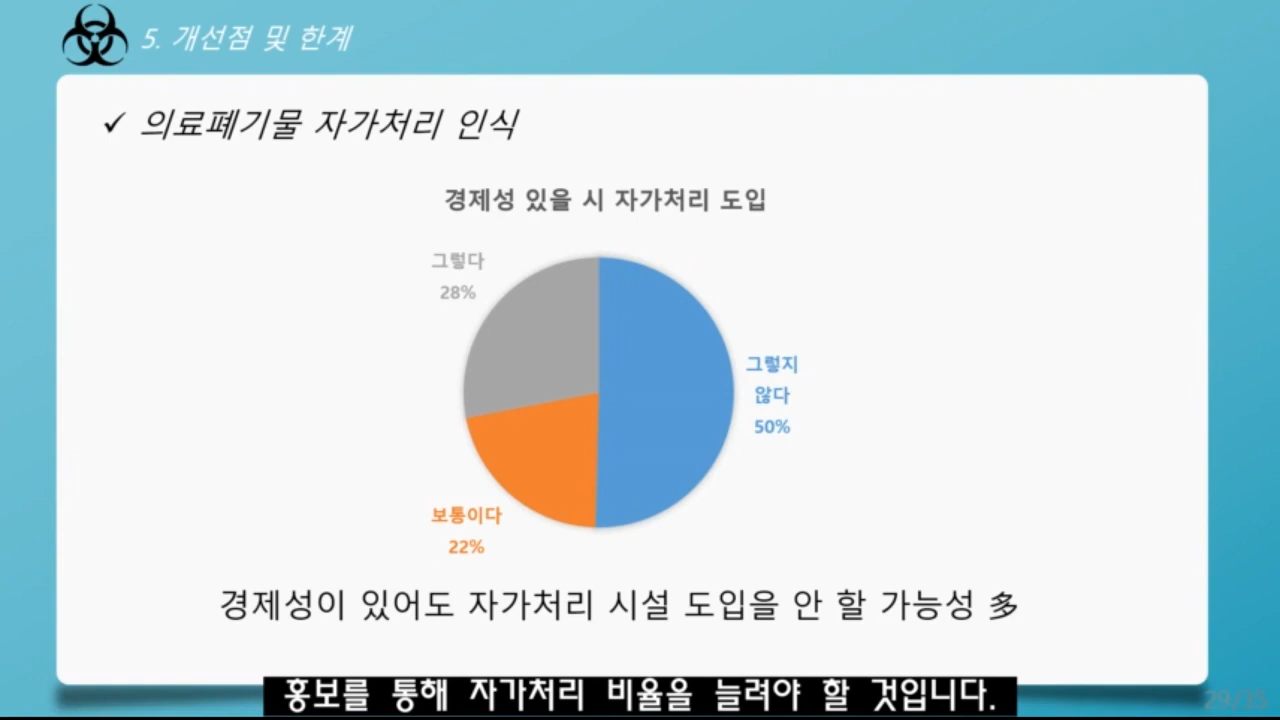 5. 개선점 및 한계
✓ 의료폐기물 자가처리 인식
경제성 있을 시 자가처리 도입
그렇다
28%
그렇지
않다
50%
보통이다
22%
경제성이 있어도 자가처리 시설 도입을 안 할 가능성 多
홍보를 통해 자가처리 비율을 늘려야 할 것입니다.
29/35